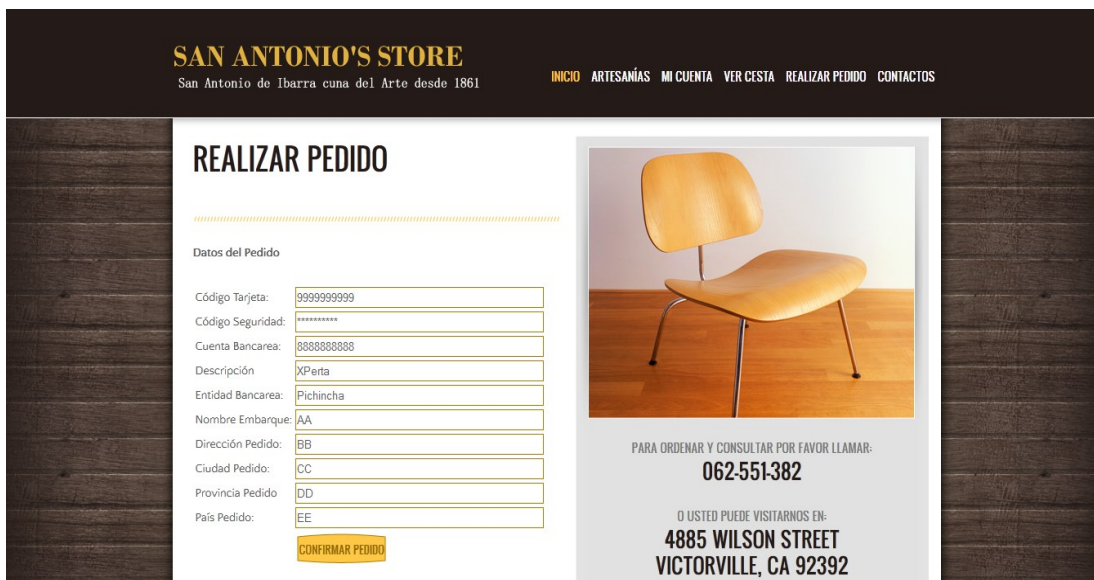 SAN ANTONIO'S STORE
San Antonio de Ibarra cuna del Arte desde 1861
INICIO ARTESANÍAS MI CUENTA VER CESTA REALIZAR PEDIDO CONTACTOS
REALIZAR PEDIDO
Datos del Pedido
Código Tarjeta: 9999999999
Código Seguridad: **********
Cuenta Bancarea: 8888888888
Descripción XPerta
Entidad Bancarea: Pichincha
Nombre Embarque: AA
Dirección Pedido: BB
Ciudad Pedido: CC
Provincia Pedido DD
País Pedido: EE
CONFIRMAR PEDIDO
PARA ORDENAR Y CONSULTAR POR FAVOR LLAMAR:
062-551-382
O USTED PUEDE VISITARNOS EN:
4885 WILSON STREET
VICTORVILLE, CA 92392